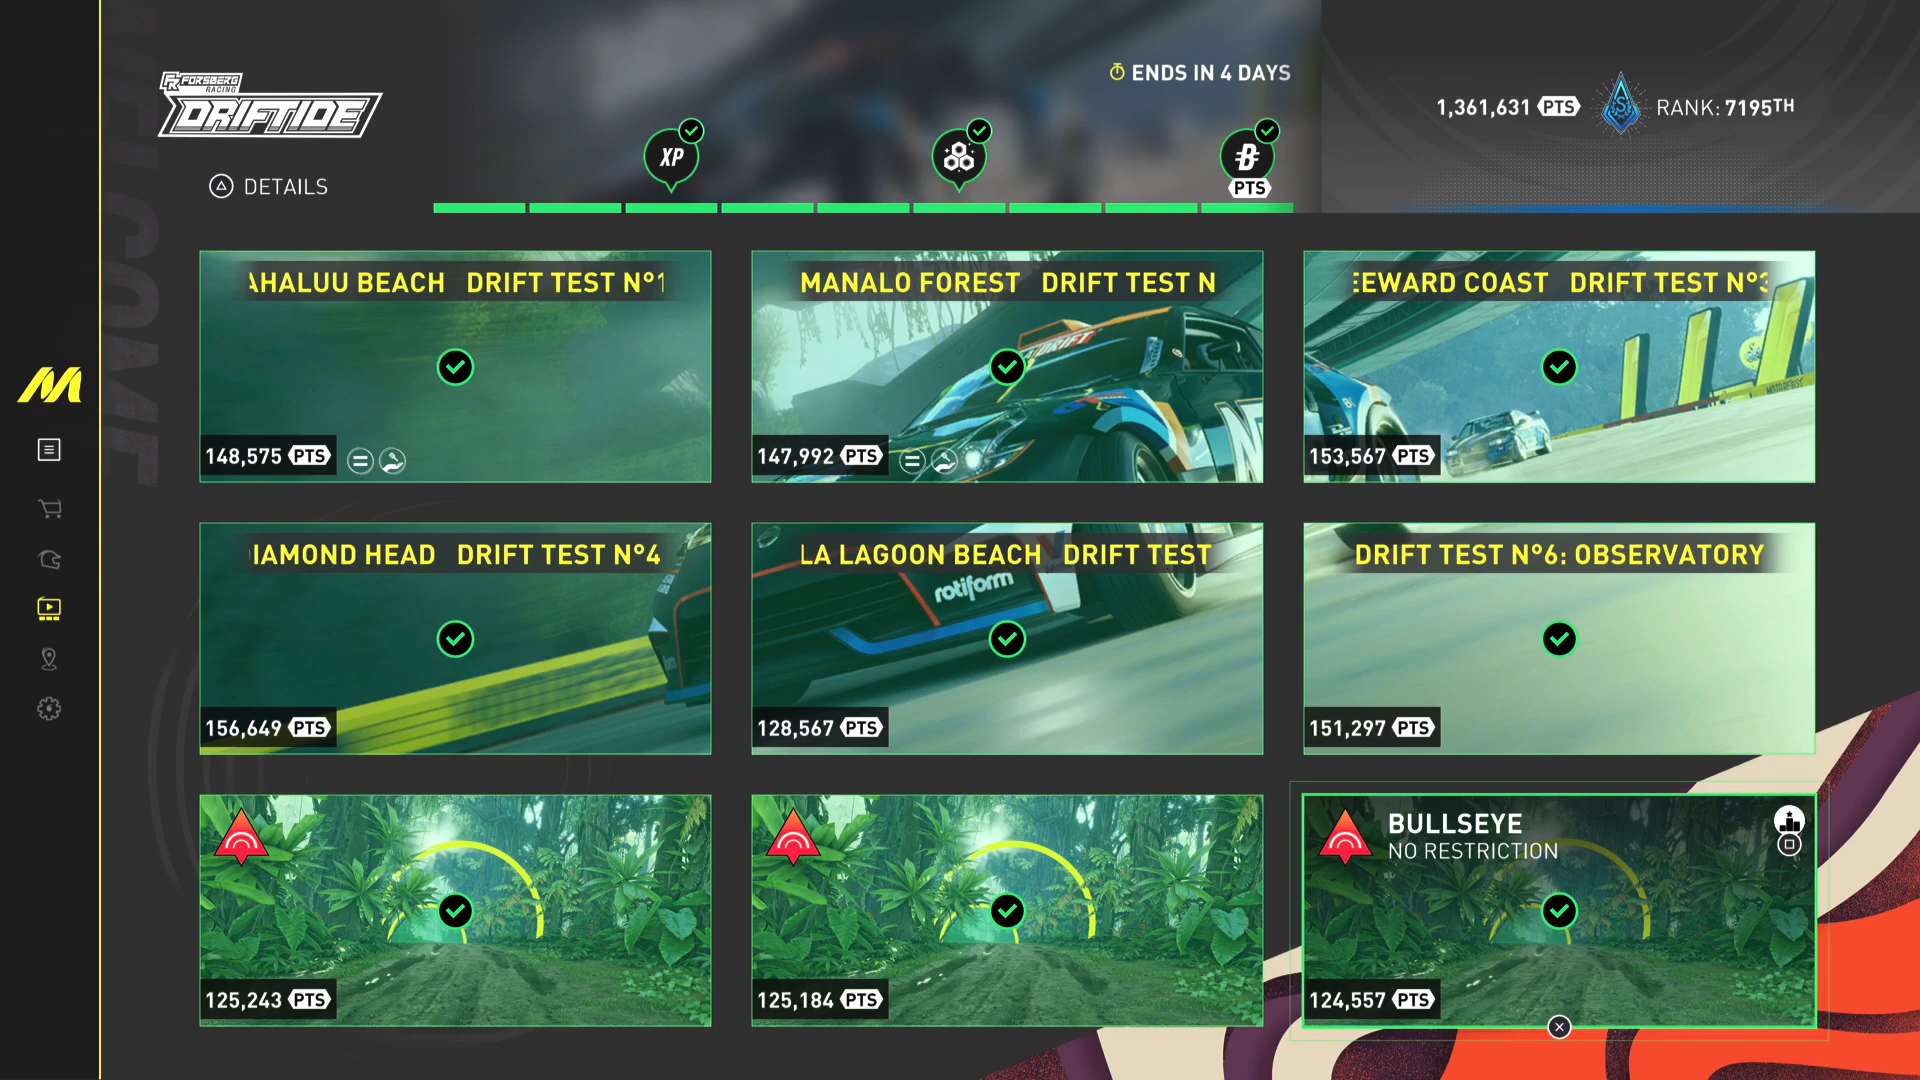 FORSBERG
RACING
DRIFTIDE
DETAILS
ENDS IN 4 DAYS
XP
PTS
1,361,631 PTS
RANK: 7195TH
AHALUU BEACH DRIFT TEST N°1
148,575 PTS
MANALO FOREST DRIFT TEST N
DRIFT
147,992 PTS
EEWARD COAST DRIFT TEST N°3
153,567 PTS
IAMOND HEAD DRIFT TEST N°4
156,649 PTS
LA LAGOON BEACH DRIFT TEST
rotiform
128,567 PTS
DRIFT TEST N°6: OBSERVATORY
151,297 PTS
125,243 PTS
125,184 PTS
BULLSEYE
NO RESTRICTION
124,557 PTS